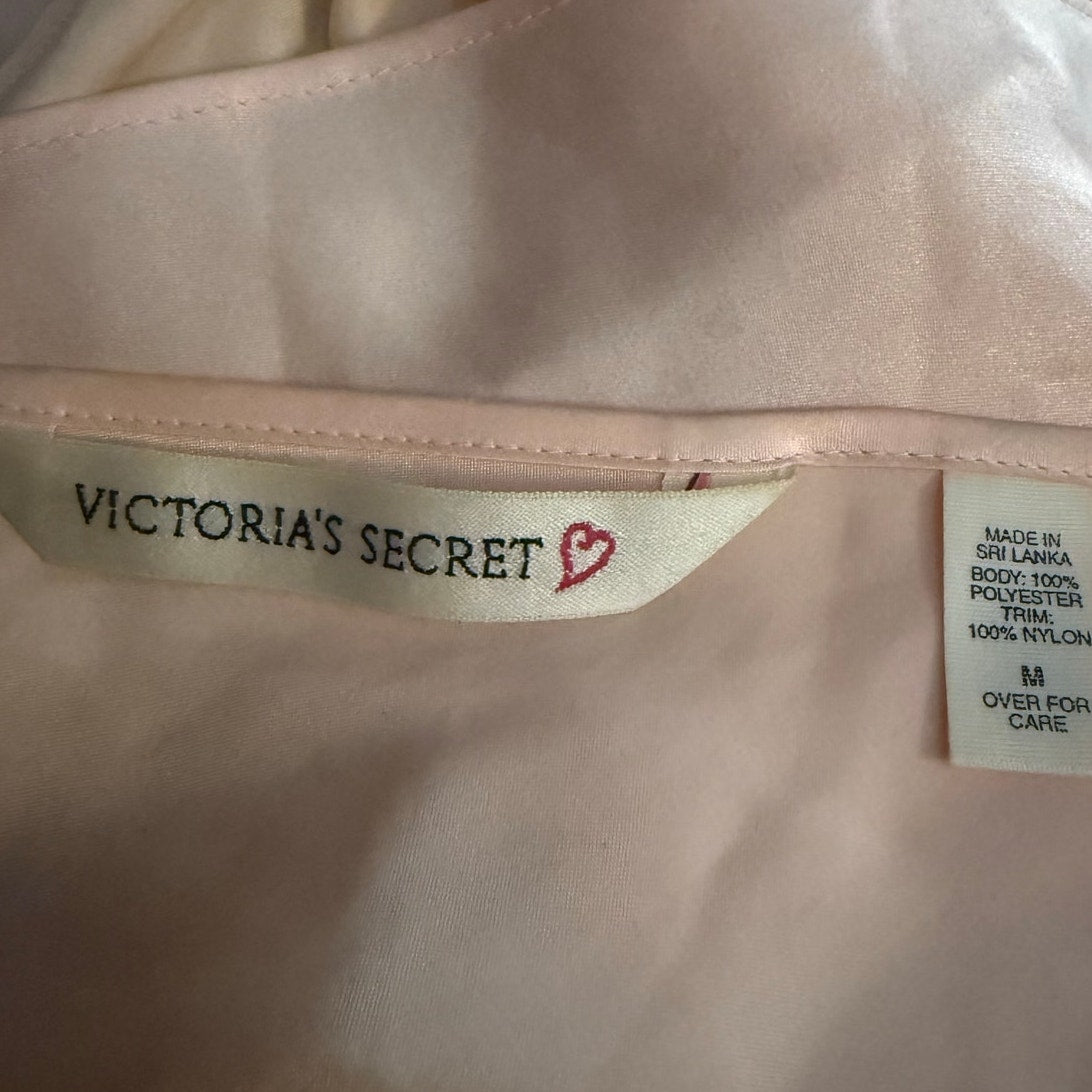 VICTORIA'S SECRET
MADE IN
SRI LANKA
BODY: 100%
POLYESTER
TRIM:
100% NYLON
M
OVER FOR
CARE